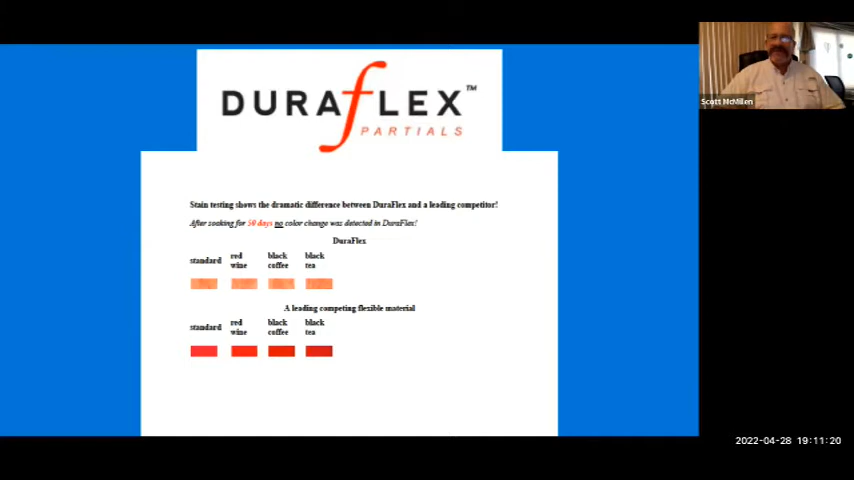 DURAFLEX™
PARTIALS
Scott McMillen
Stain testing shows the dramatic difference between DuraFlex and a leading competitor!
After soaking for 50 days no color change was detected in DuraFlex!
DuraFlex
standard red wine black coffee black tea
A leading competing flexible material
standard red wine black coffee black tea
2022-04-28 19:11:20